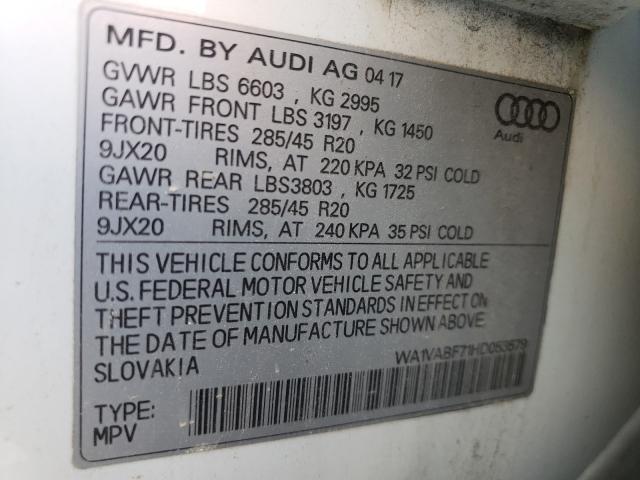 MFD. BY AUDI AG 04 17
GVWR LBS 6603 , KG 2995
GAWR FRONT LBS 3197 , KG 1450
FRONT-TIRES 285/45 R20
9JX20 RIMS, AT 220 KPA 32 PSI COLD
GAWR REAR LBS3803 , KG 1725
REAR-TIRES 285/45 R20
9JX20 RIMS, AT 240 KPA 35 PSI COLD
Audi
THIS VEHICLE CONFORMS TO ALL APPLICABLE
U.S. FEDERAL MOTOR VEHICLE SAFETY AND
THEFT PREVENTION STANDARDS IN EFFECT ON
THE DATE OF MANUFACTURE SHOWN ABOVE.
SLOVAKIA
WA1VABF71HD053579
TYPE:
MPV